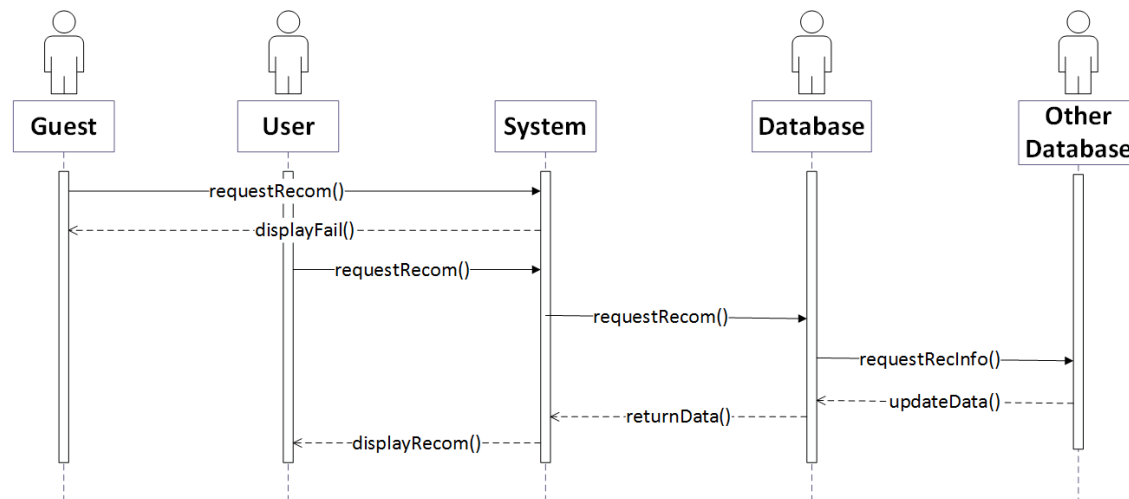 Guest
User
System
Database
Other
Database
requestRecom()
displayFail()
requestRecom()
requestRecom()
requestRecInfo()
updateData()
returnData()
displayRecom()